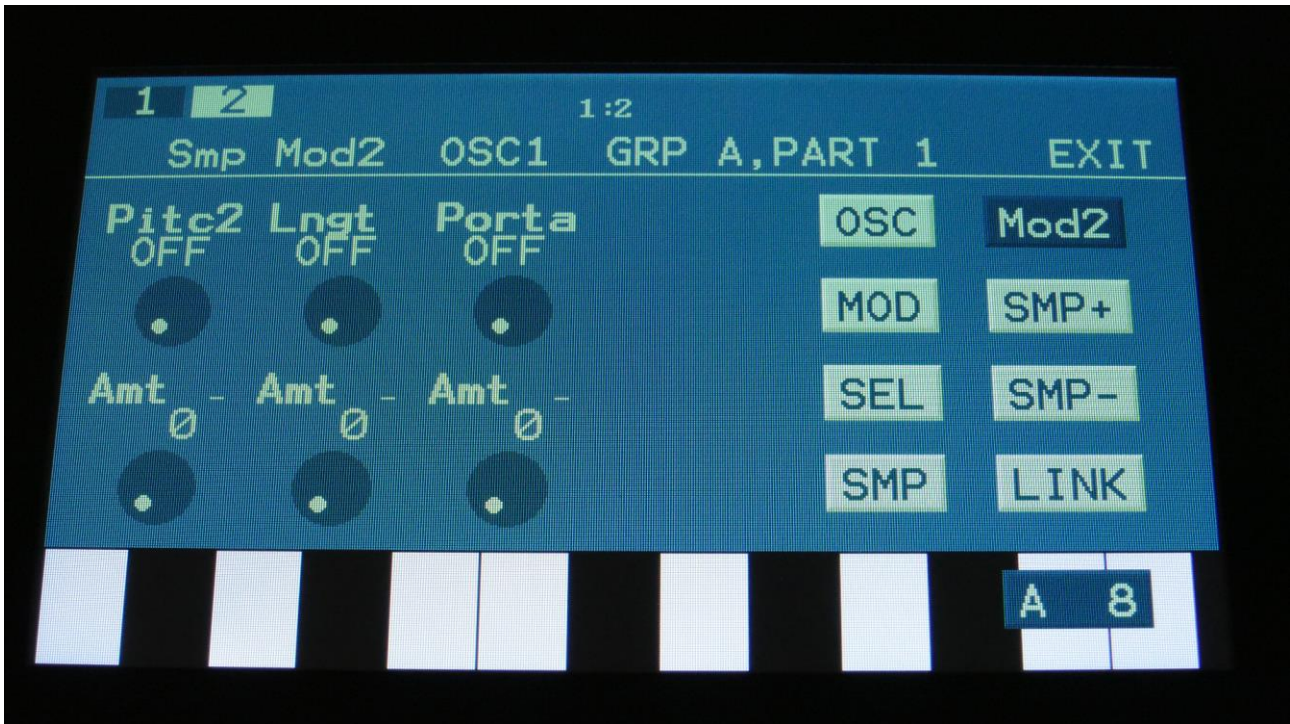 1 2 1:2
Smp Mod2 OSC1 GRP A,PART 1 EXIT
Pitc2 Lngt Porta OSC Mod2
OFF OFF OFF
MOD SMP+
Amt - Amt - Amt - SEL SMP-
0 0 0
SMP LINK
A 8